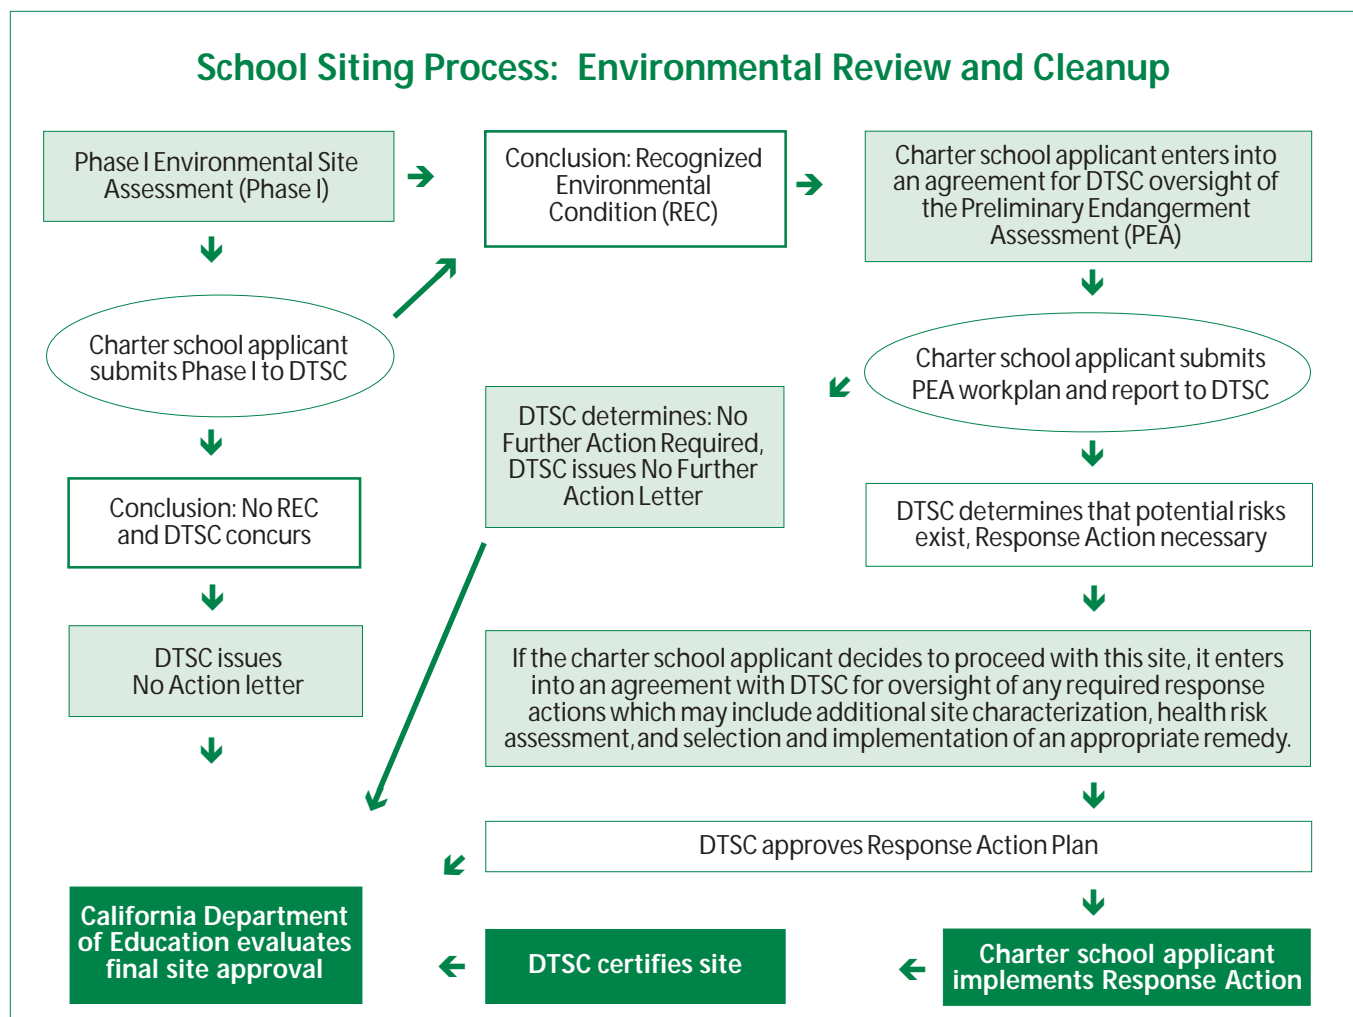 School Siting Process: Environmental Review and Cleanup
Phase I Environmental Site
Assessment (Phase I)
Conclusion: Recognized
Environmental
Condition (REC)
Charter school applicant enters into
an agreement for DTSC oversight of
the Preliminary Endangerment
Assessment (PEA)
Charter school applicant
submits Phase I to DTSC
Charter school applicant submits
PEA workplan and report to DTSC
DTSC determines: No
Further Action Required,
DTSC issues No Further
Action Letter
Conclusion: No REC
and DTSC concurs
DTSC determines that potential risks
exist, Response Action necessary
DTSC issues
No Action letter
If the charter school applicant decides to proceed with this site, it enters
into an agreement with DTSC for oversight of any required response
actions which may include additional site characterization, health risk
assessment, and selection and implementation of an appropriate remedy.
DTSC approves Response Action Plan
California Department
of Education evaluates
final site approval
DTSC certifies site
Charter school applicant
implements Response Action